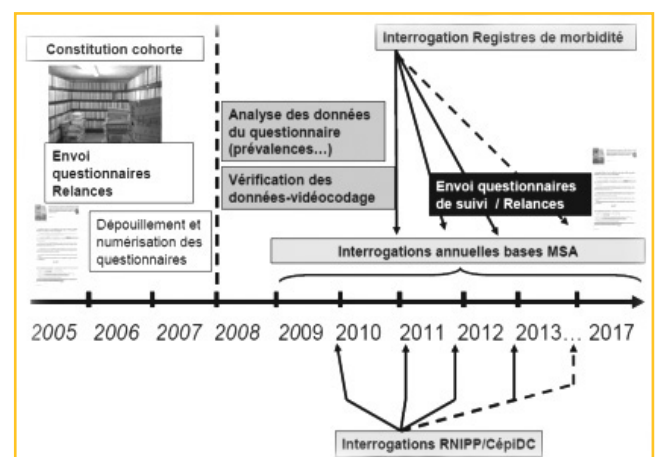 Constitution cohorte
Interrogation Registres de morbidité
Analyse des données
du questionnaire
(prévalences...)
Envoi
questionnaires
Relances
Vérification des
données-vidéocodage
Envoi questionnaires
de suivi / Relances
Dépouillement et
numérisation des
questionnaires
Interrogations annuelles bases MSA
2005 2006 2007 2008 2009 2010 2011 2012 2013... 2017
Interrogations RNIPP/CépiDC